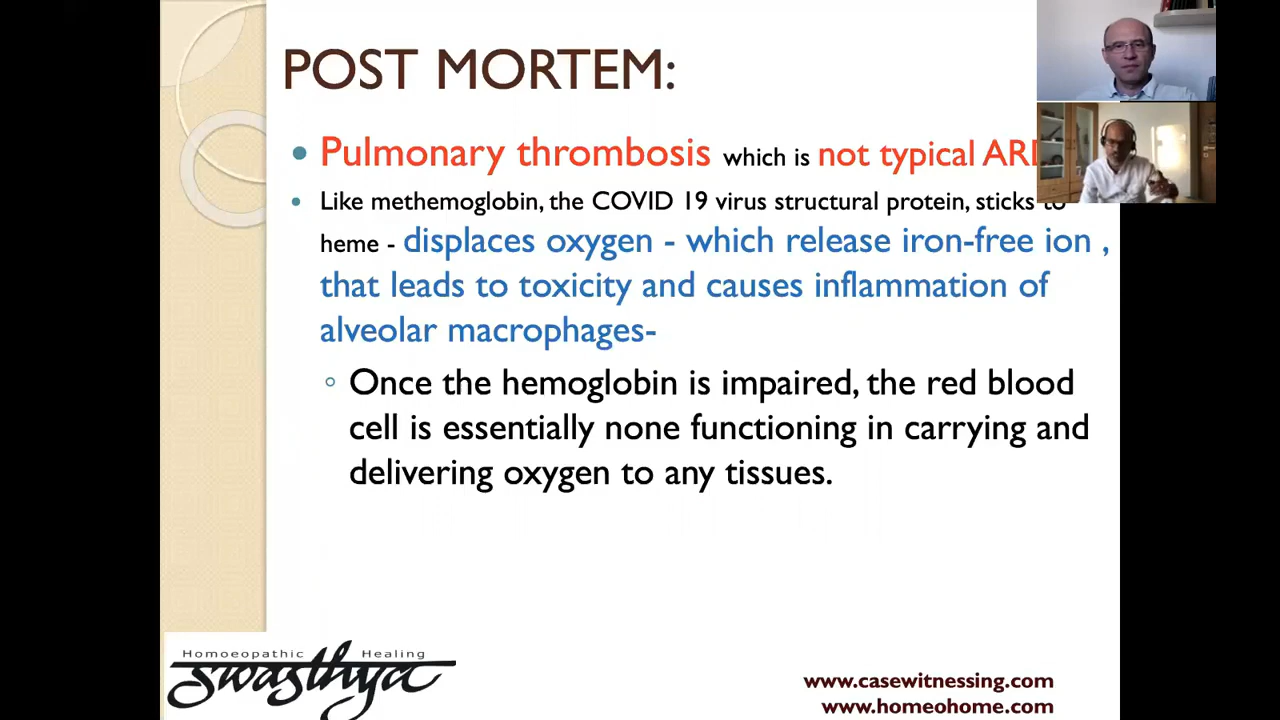 POST MORTEM:
Pulmonary thrombosis which is not typical
Like methemoglobin, the COVID 19 virus structural protein, sticks to
heme - displaces oxygen - which release iron-free ion ,
that leads to toxicity and causes inflammation of
alveolar macrophages-
Once the hemoglobin is impaired, the red blood
cell is essentially none functioning in carrying and
delivering oxygen to any tissues.
Homoeopathic Healing
swasthya
www.casewitnessing.com
www.homeohome.com